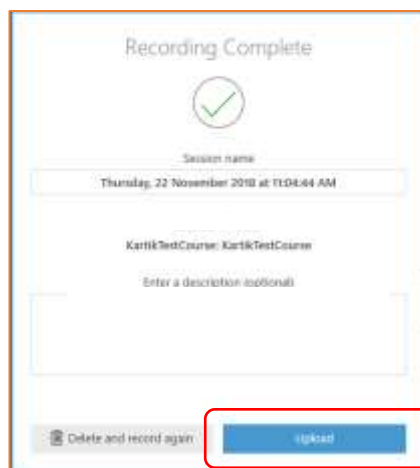 Recording Complete
Session name
Thursday, 22 November 2018 at 11:04:44 AM
KartikTestCourse: KartikTestCourse
Enter a description (optional)
Delete and record again
Upload